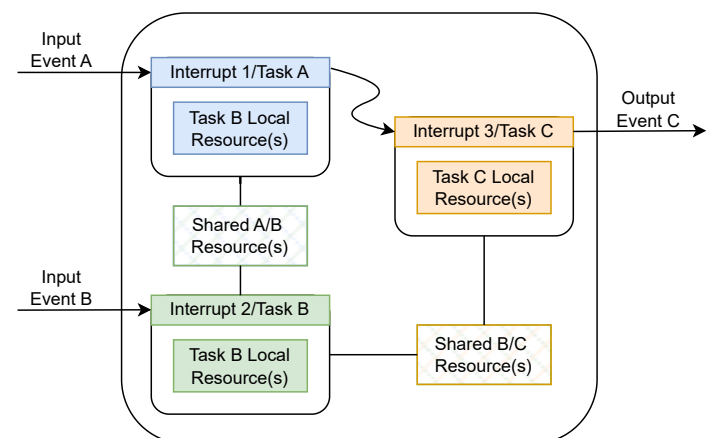 Input
Event A
Interrupt 1/Task A
Task B Local
Resource(s)
Output
Event C
Interrupt 3/Task C
Task C Local
Resource(s)
Shared A/B
Resource(s)
Input
Event B
Interrupt 2/Task B
Task B Local
Resource(s)
Shared B/C
Resource(s)